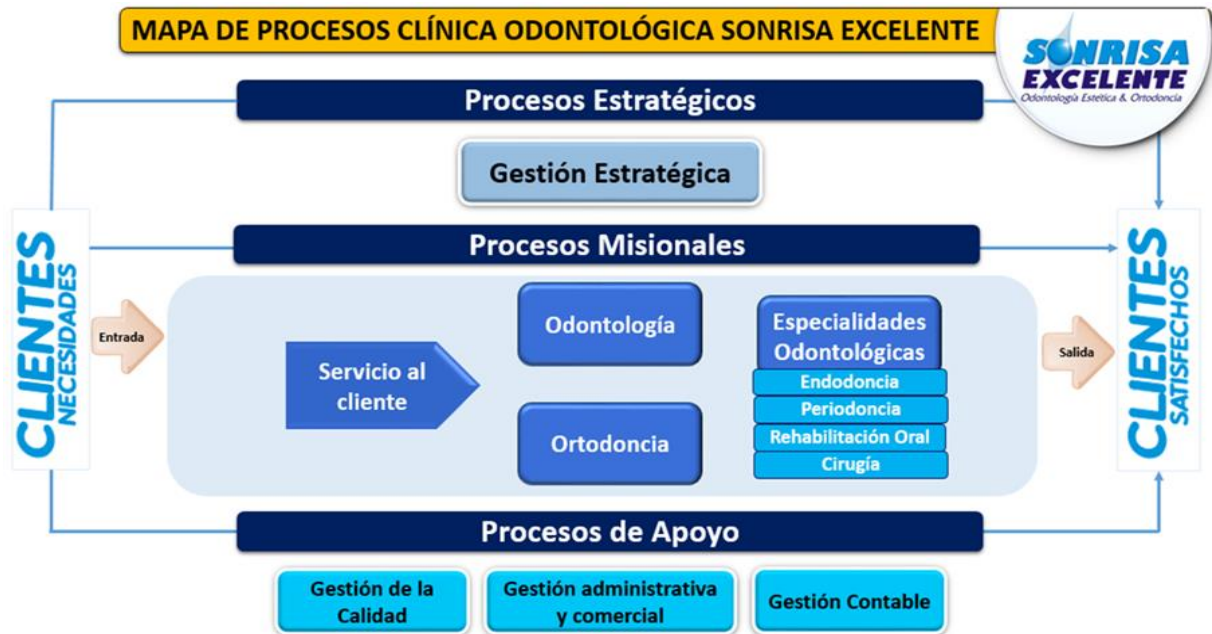 MAPA DE PROCESOS CLÍNICA ODONTOLÓGICA SONRISA EXCELENTE
SONRISA
EXCELENTE
Odontología Estética & Ortodoncia
Procesos Estratégicos
Gestión Estratégica
CLIENTES
NECESIDADES
Procesos Misionales
Entrada
Servicio al
cliente
Odontología
Ortodoncia
Especialidades
Odontológicas
Endodoncia
Periodoncia
Rehabilitación Oral
Cirugía
Salida
CLIENTES
SATISFECHOS
Procesos de Apoyo
Gestión de la
Calidad
Gestión administrativa
y comercial
Gestión Contable